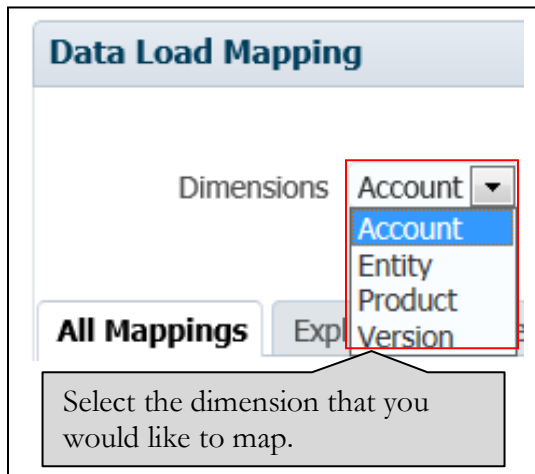 Data Load Mapping
Dimensions Account
Account
Entity
Product
Version
All Mappings Expl
Select the dimension that you
would like to map.